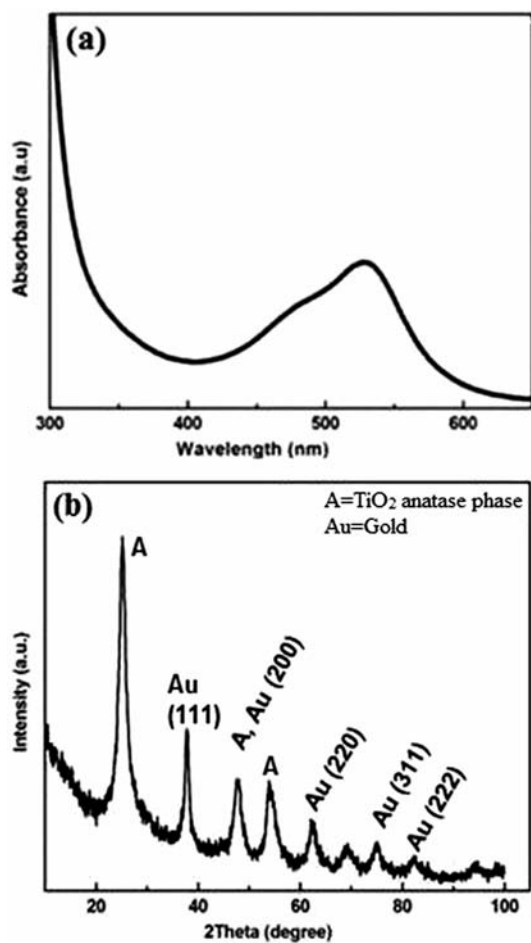 (a)
Absorbance (a.u)
300 400 500 600
Wavelength (nm)
(b)
A=TiO₂ anatase phase
Au=Gold
A
Au
(111)
A, Au (200)
A
Au (220)
Au (311)
Au (222)
Intensity (a.u.)
20 40 60 80 100
2Theta (degree)